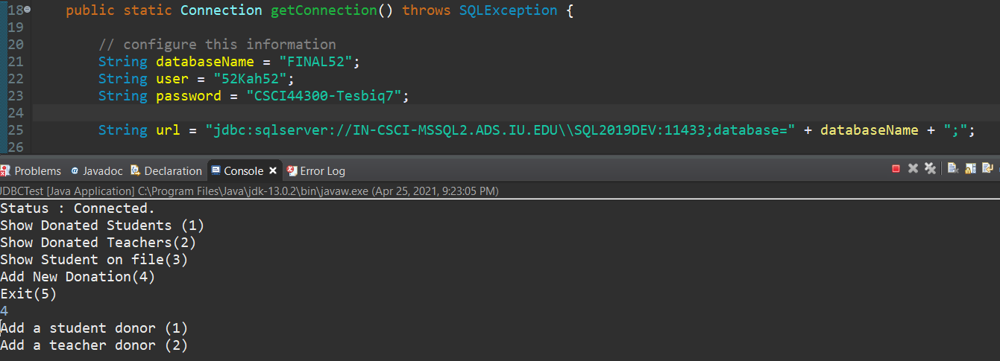 18 public static Connection getConnection() throws SQLException {
19
20 // configure this information
21 String databaseName = "FINAL52";
22 String user = "52Kah52";
23 String password = "CSCI44300-Tesbiq7";
24
25 String url = "jdbc:sqlserver://IN-CSCI-MSSQL2.ADS.IU.EDU\\SQL2019DEV:11433;database=" + databaseName + ";";
26
Problems @ Javadoc Declaration Console Error Log
JDBCTest [Java Application] C:\Program Files\Java\jdk-13.0.2\bin\javaw.exe (Apr 25, 2021, 9:23:05 PM)
Status : Connected.
Show Donated Students (1)
Show Donated Teachers(2)
Show Student on file(3)
Add New Donation(4)
Exit(5)
4
Add a student donor (1)
Add a teacher donor (2)